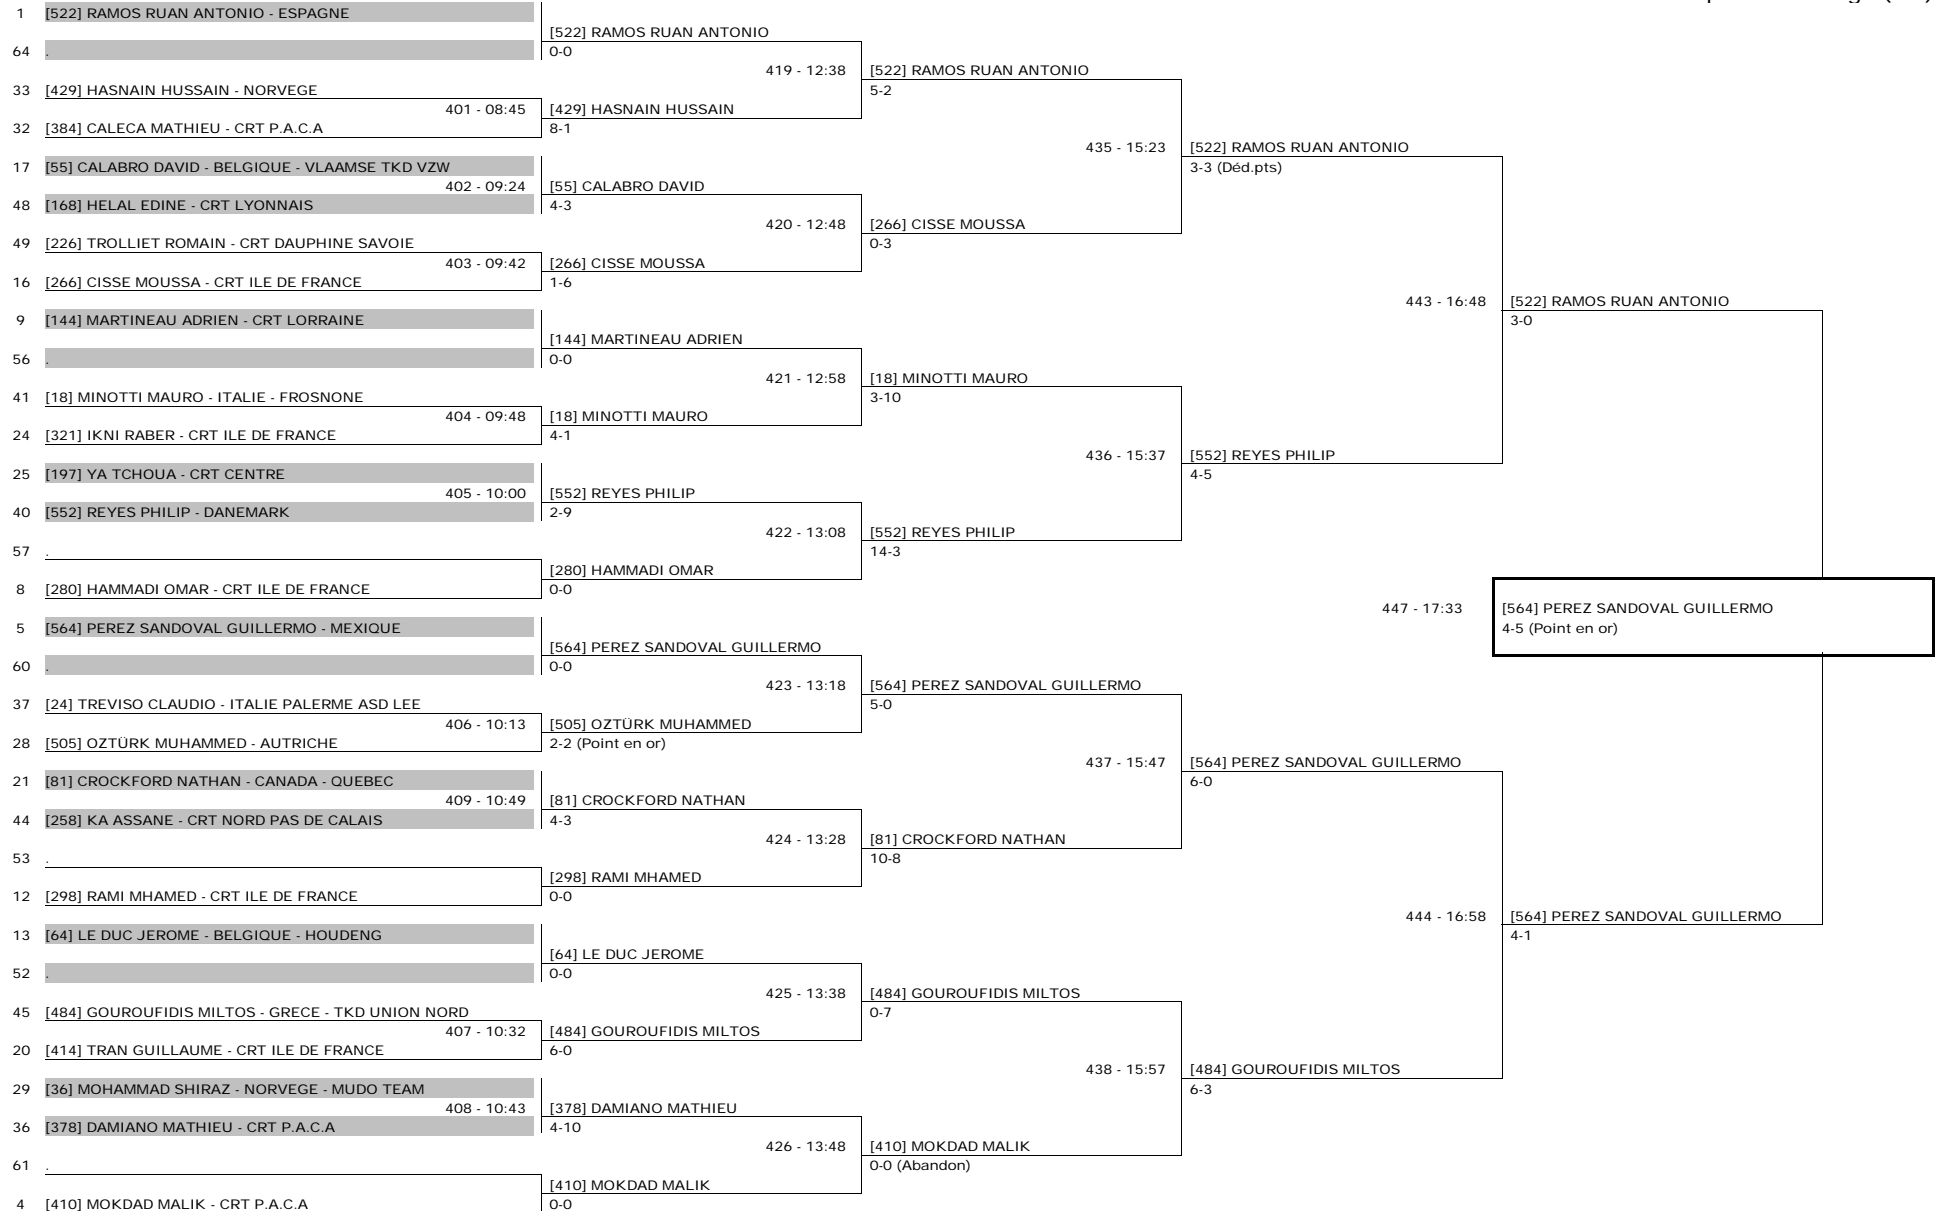 1 [522] RAMOS RUAN ANTONIO - ESPAGNE
[522] RAMOS RUAN ANTONIO
64 .
0-0
419 - 12:38
[522] RAMOS RUAN ANTONIO
33 [429] HASNAIN HUSSAIN - NORVEGE
5-2
401 - 08:45
[429] HASNAIN HUSSAIN
32 [384] CALECA MATHIEU - CRT P.A.C.A
8-1
435 - 15:23
[522] RAMOS RUAN ANTONIO
17 [55] CALABRO DAVID - BELGIQUE - VLAAMSE TKD VZW
3-3 (Déd.pts)
402 - 09:24
[55] CALABRO DAVID
48 [168] HELAL EDINE - CRT LYONNAIS
4-3
420 - 12:48
[266] CISSE MOUSSA
49 [226] TROLLIET ROMAIN - CRT DAUPHINE SAVOIE
0-3
403 - 09:42
[266] CISSE MOUSSA
16 [266] CISSE MOUSSA - CRT ILE DE FRANCE
1-6
443 - 16:48
[522] RAMOS RUAN ANTONIO
9 [144] MARTINEAU ADRIEN - CRT LORRAINE
3-0
[144] MARTINEAU ADRIEN
56 .
0-0
421 - 12:58
[18] MINOTTI MAURO
41 [18] MINOTTI MAURO - ITALIE - FROSNONE
3-10
404 - 09:48
[18] MINOTTI MAURO
24 [321] IKNI RABER - CRT ILE DE FRANCE
4-1
436 - 15:37
[552] REYES PHILIP
25 [197] YA TCHOUA - CRT CENTRE
4-5
405 - 10:00
[552] REYES PHILIP
40 [552] REYES PHILIP - DANEMARK
2-9
422 - 13:08
[552] REYES PHILIP
57 .
14-3
[280] HAMMADI OMAR
8 [280] HAMMADI OMAR - CRT ILE DE FRANCE
0-0
447 - 17:33
[564] PEREZ SANDOVAL GUILLERMO
5 [564] PEREZ SANDOVAL GUILLERMO - MEXIQUE
4-5 (Point en or)
[564] PEREZ SANDOVAL GUILLERMO
60 .
0-0
423 - 13:18
[564] PEREZ SANDOVAL GUILLERMO
37 [24] TREVISO CLAUDIO - ITALIE PALERME ASD LEE
5-0
406 - 10:13
[505] OZTÜRK MUHAMMED
28 [505] OZTÜRK MUHAMMED - AUTRICHE
2-2 (Point en or)
437 - 15:47
[564] PEREZ SANDOVAL GUILLERMO
21 [81] CROCKFORD NATHAN - CANADA - QUEBEC
6-0
409 - 10:49
[81] CROCKFORD NATHAN
44 [258] KA ASSANE - CRT NORD PAS DE CALAIS
4-3
424 - 13:28
[81] CROCKFORD NATHAN
53 .
10-8
[298] RAMI MHAMED
12 [298] RAMI MHAMED - CRT ILE DE FRANCE
0-0
444 - 16:58
[564] PEREZ SANDOVAL GUILLERMO
13 [64] LE DUC JEROME - BELGIQUE - HOUDENG
4-1
[64] LE DUC JEROME
52 .
0-0
425 - 13:38
[484] GOUROUFIDIS MILTOS
45 [484] GOUROUFIDIS MILTOS - GRECE - TKD UNION NORD
0-7
407 - 10:32
[484] GOUROUFIDIS MILTOS
20 [414] TRAN GUILLAUME - CRT ILE DE FRANCE
6-0
438 - 15:57
[484] GOUROUFIDIS MILTOS
29 [36] MOHAMMAD SHIRAZ - NORVEGE - MUDO TEAM
6-3
408 - 10:43
[378] DAMIANO MATHIEU
36 [378] DAMIANO MATHIEU - CRT P.A.C.A
4-10
426 - 13:48
[410] MOKDAD MALIK
61 .
0-0 (Abandon)
[410] MOKDAD MALIK
4 [410] MOKDAD MALIK - CRT P.A.C.A
0-0